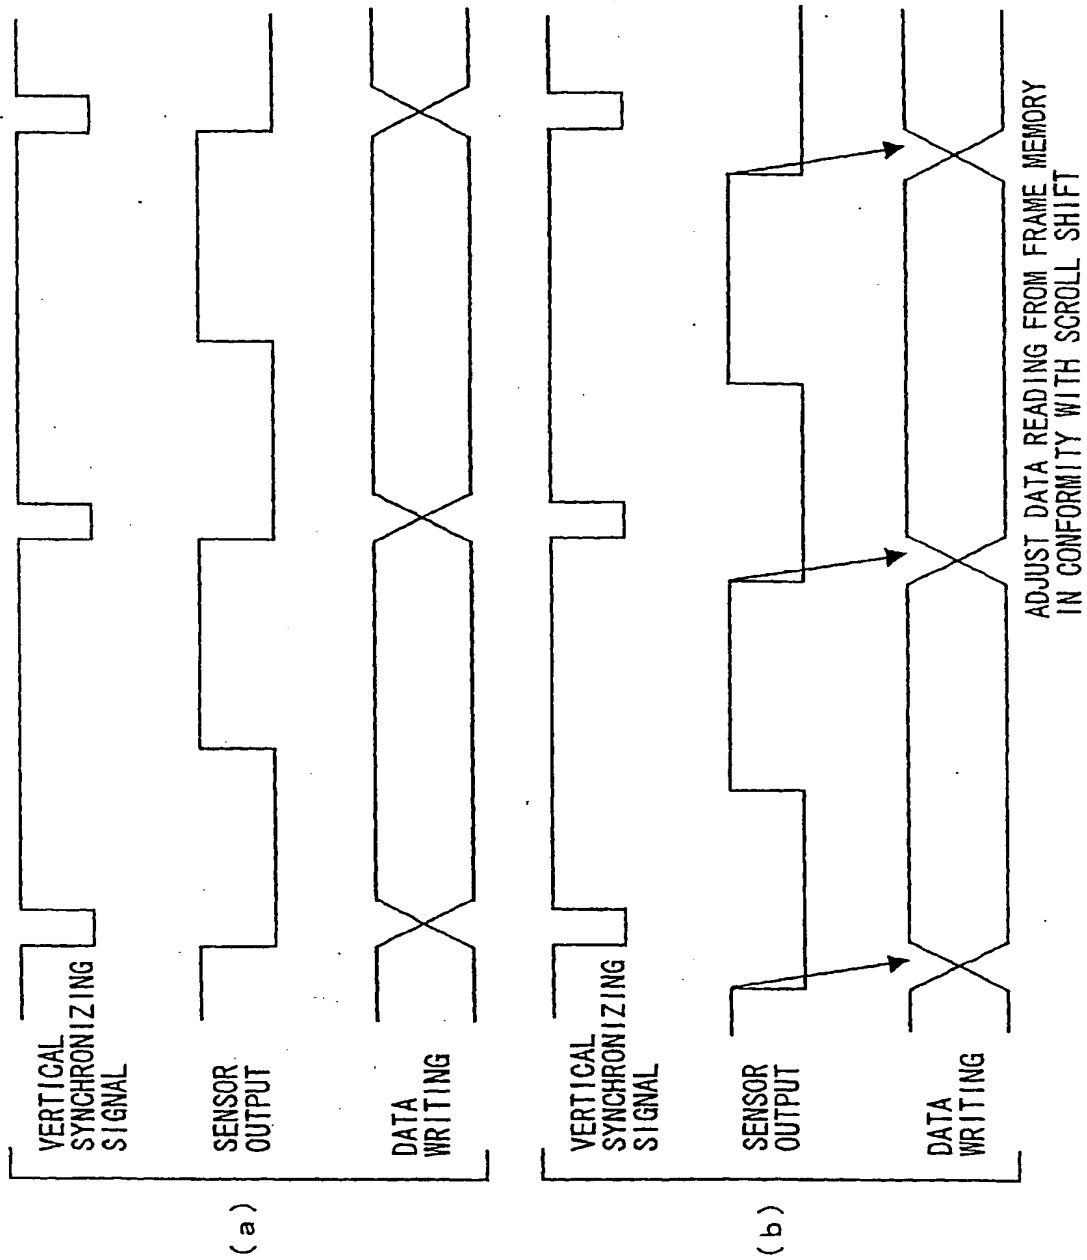 (a)
VERTICAL
SYNCHRONIZING
SIGNAL
SENSOR
OUTPUT
DATA
WRITING
(b)
VERTICAL
SYNCHRONIZING
SIGNAL
SENSOR
OUTPUT
DATA
WRITING
ADJUST DATA READING FROM FRAME MEMORY
IN CONFORMITY WITH SCROLL SHIFT